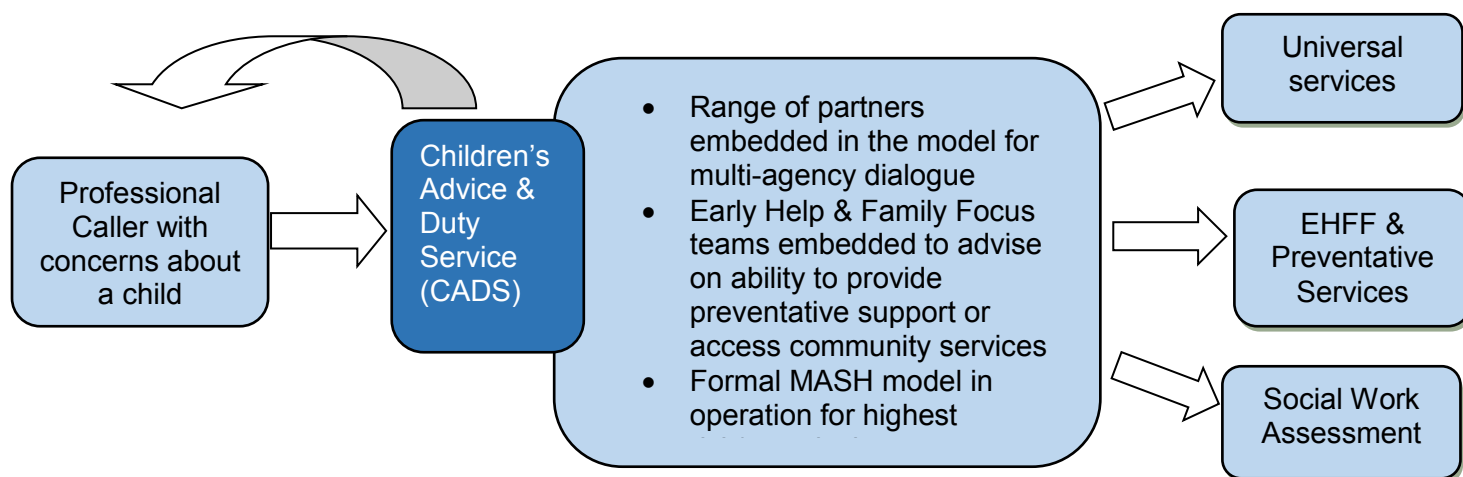 Professional
Caller with
concerns about
a child
Children’s
Advice &
Duty
Service
(CADS)
• Range of partners
embedded in the model for
multi-agency dialogue
• Early Help & Family Focus
teams embedded to advise
on ability to provide
preventative support or
access community services
• Formal MASH model in
operation for highest
Universal
services
EHFF &
Preventative
Services
Social Work
Assessment